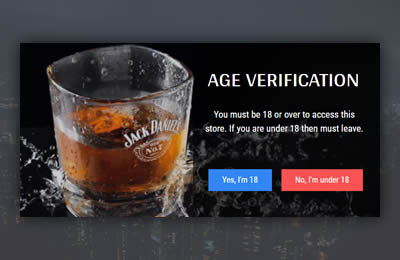 JACK DANIEL'S
No.7
AGE VERIFICATION
You must be 18 or over to access this
store. If you are under 18 then must leave.
Yes, I'm 18
No, I'm under 18